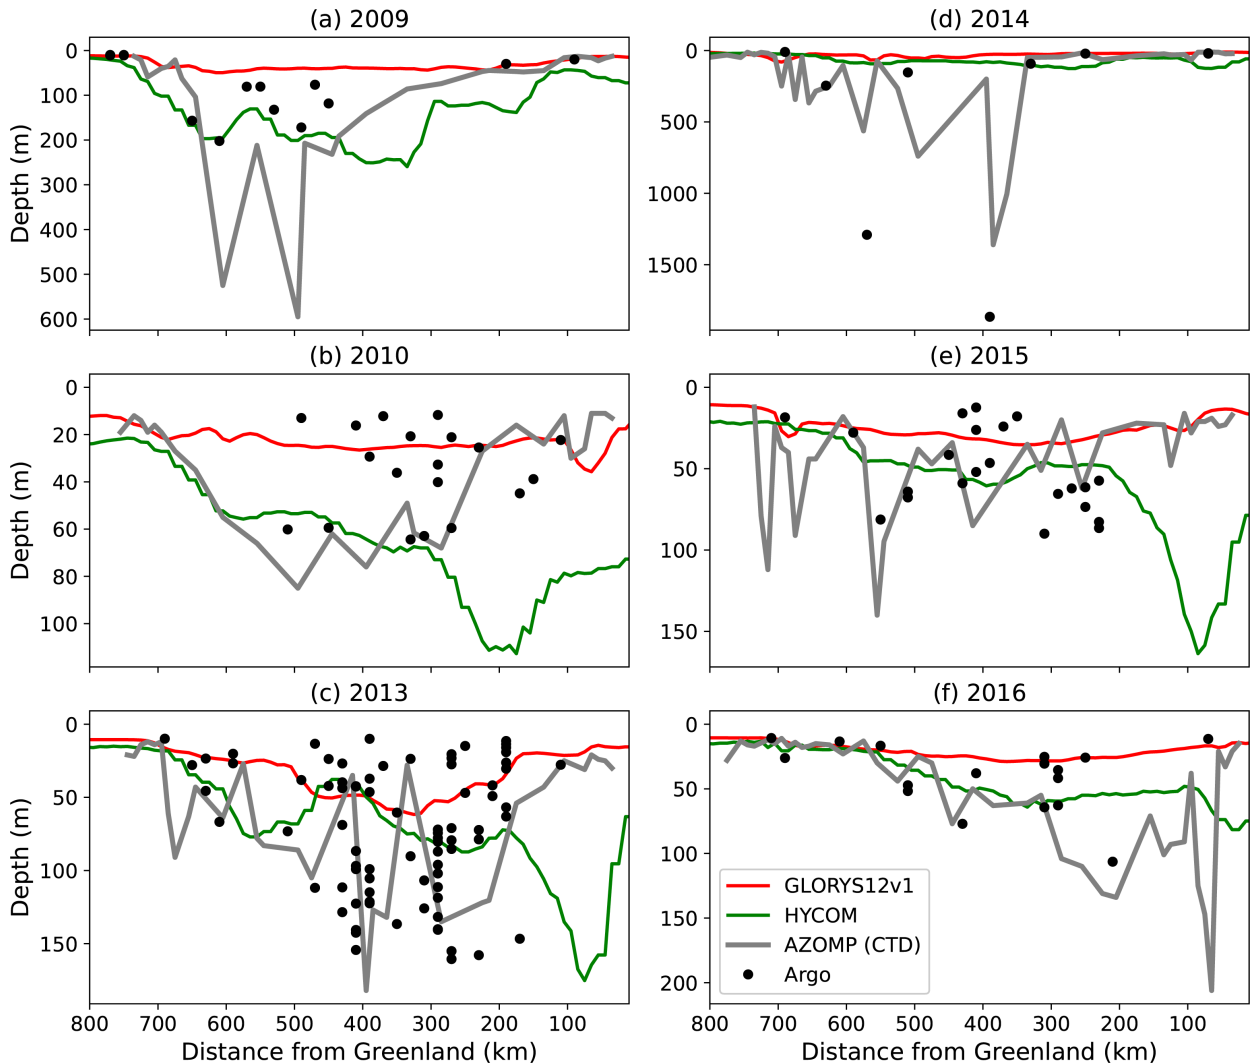 (a) 2009
0
100
200
300
400
500
600
Depth (m)
(d) 2014
0
500
1000
1500
(b) 2010
0
20
40
60
80
100
Depth (m)
(e) 2015
0
50
100
150
(c) 2013
0
50
100
150
Depth (m)
800 700 600 500 400 300 200 100
Distance from Greenland (km)
(f) 2016
0
50
100
150
200
GLORYS12v1
HYCOM
AZOMP (CTD)
Argo
800 700 600 500 400 300 200 100
Distance from Greenland (km)